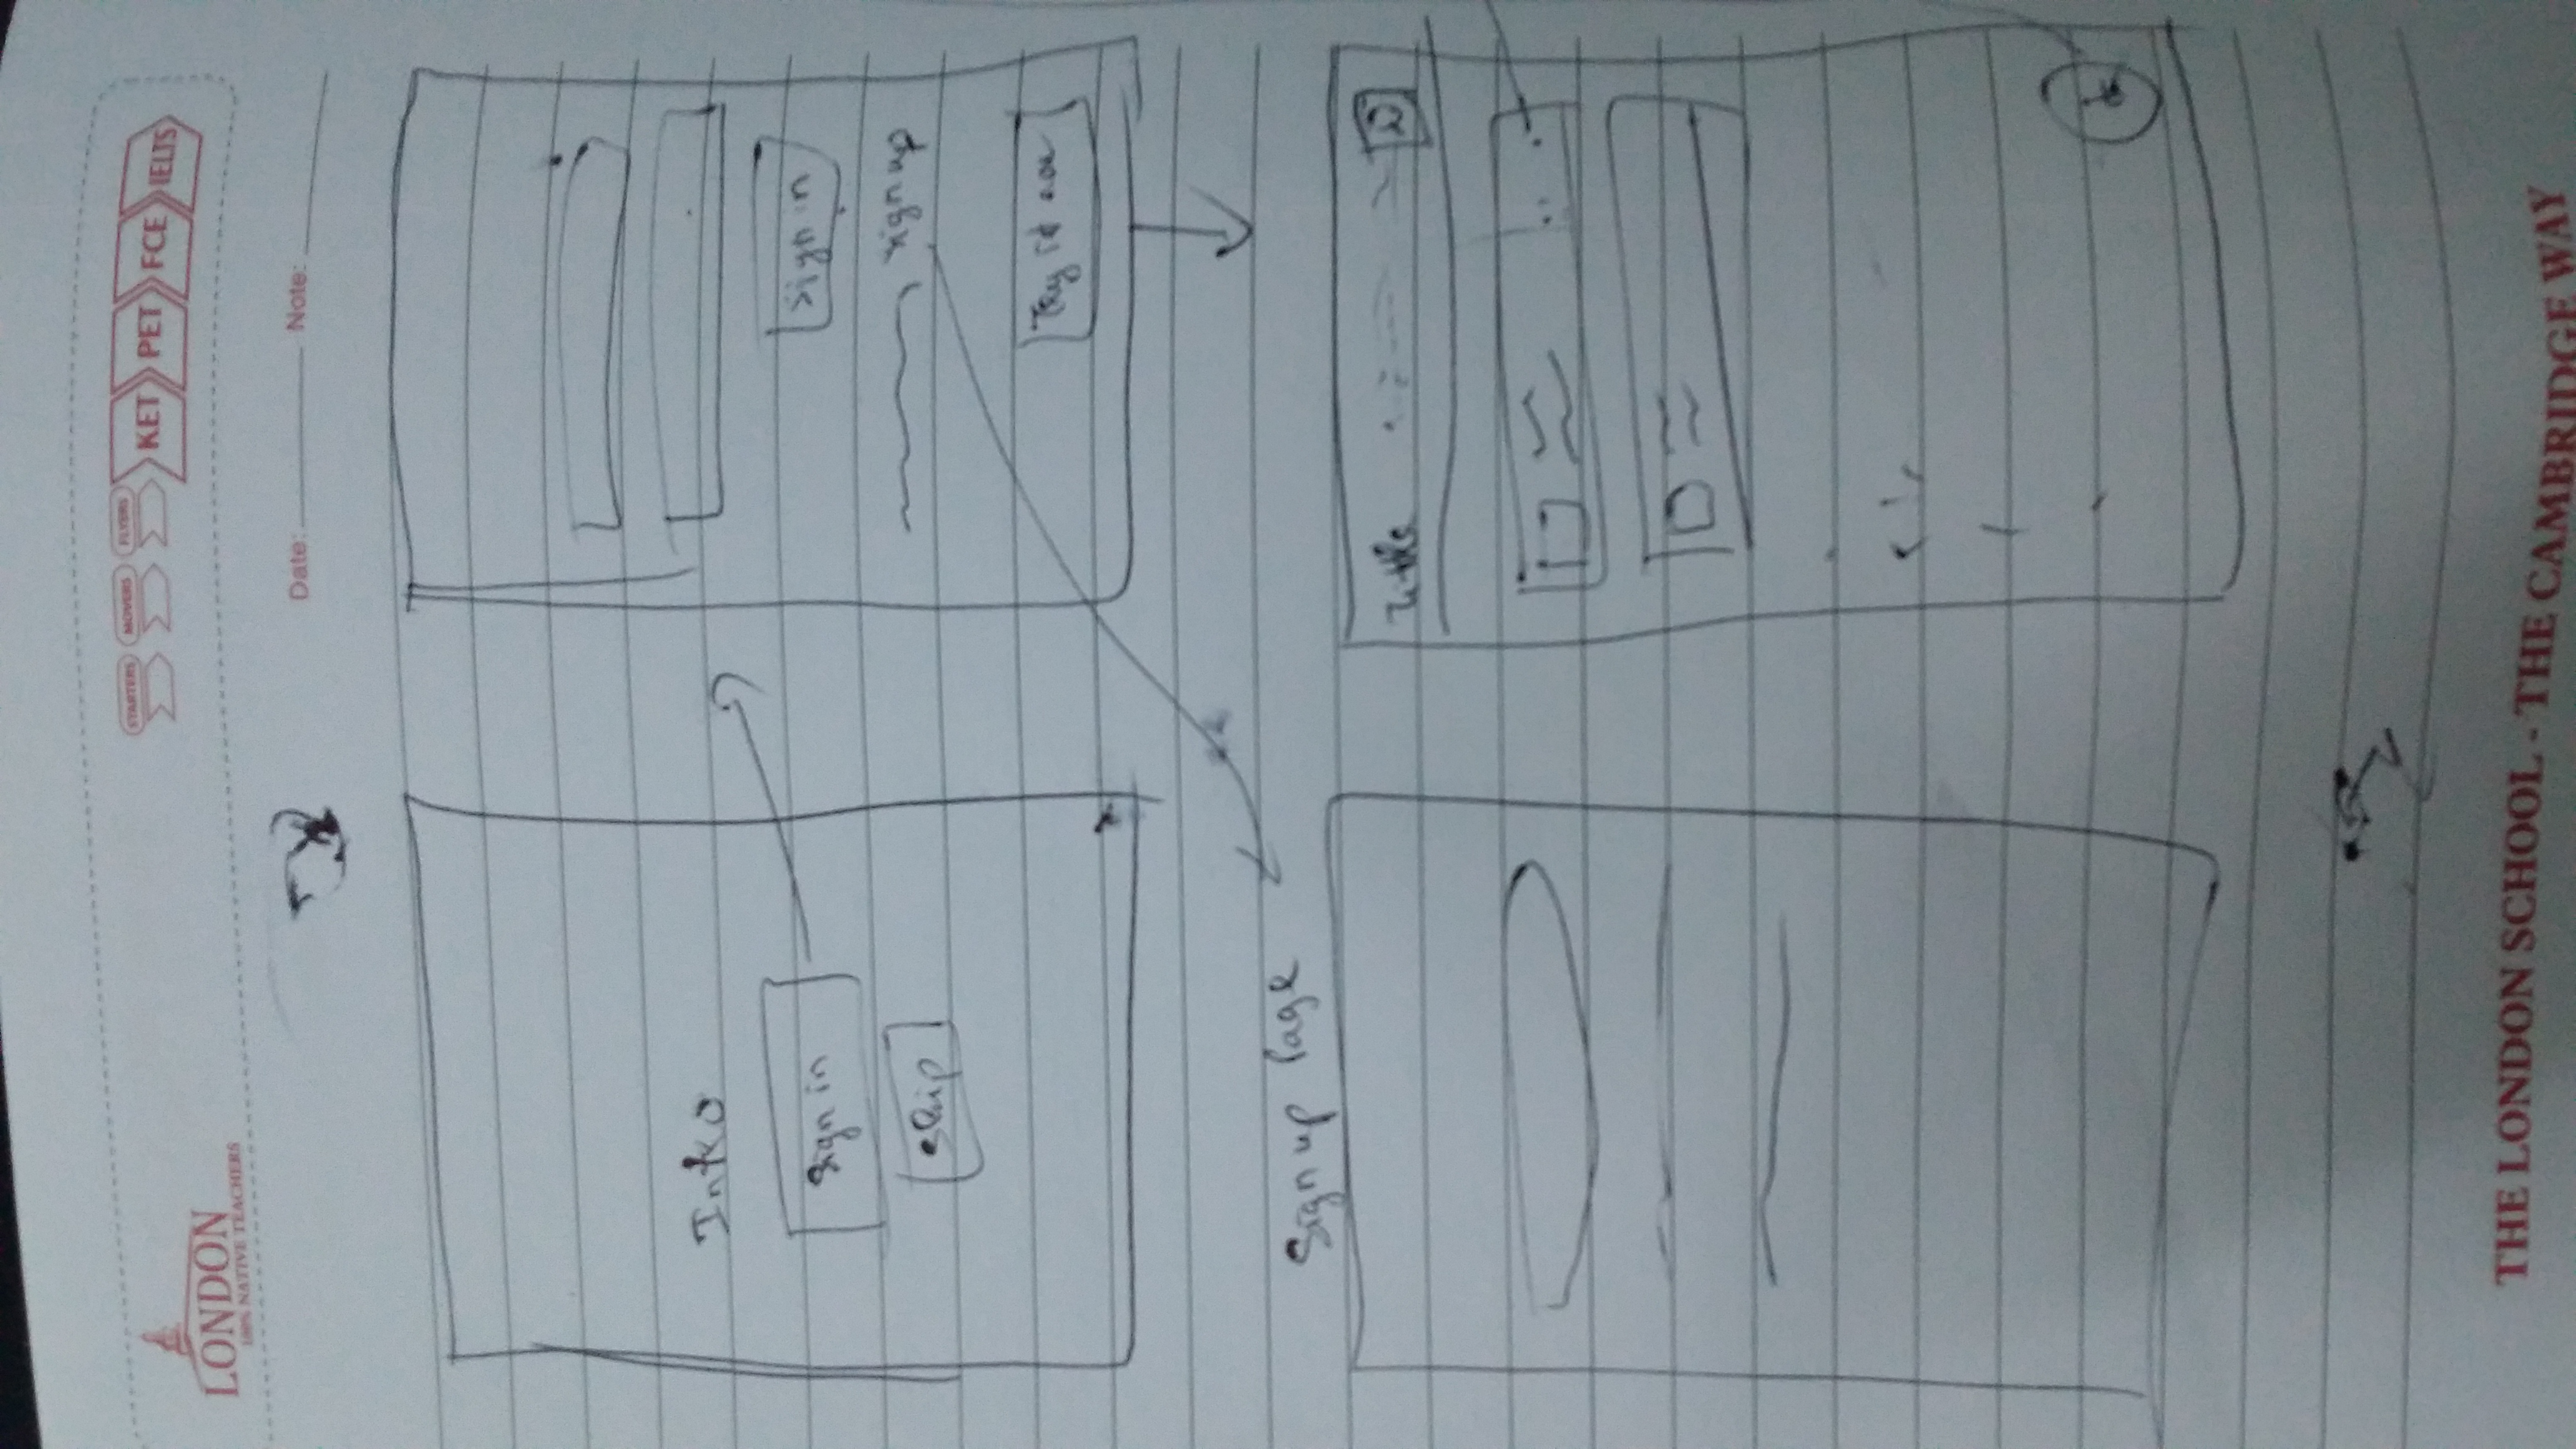 STARTERS MOVERS FLYERS KET PET FCE IELTS
LONDON
100% NATIVE TEACHERS
Date: Note:
Intro
Sign in
Skip
Sign in
sign up
Try it now
Sign up Page
Title
THE LONDON SCHOOL - THE CAMBRIDGE WAY